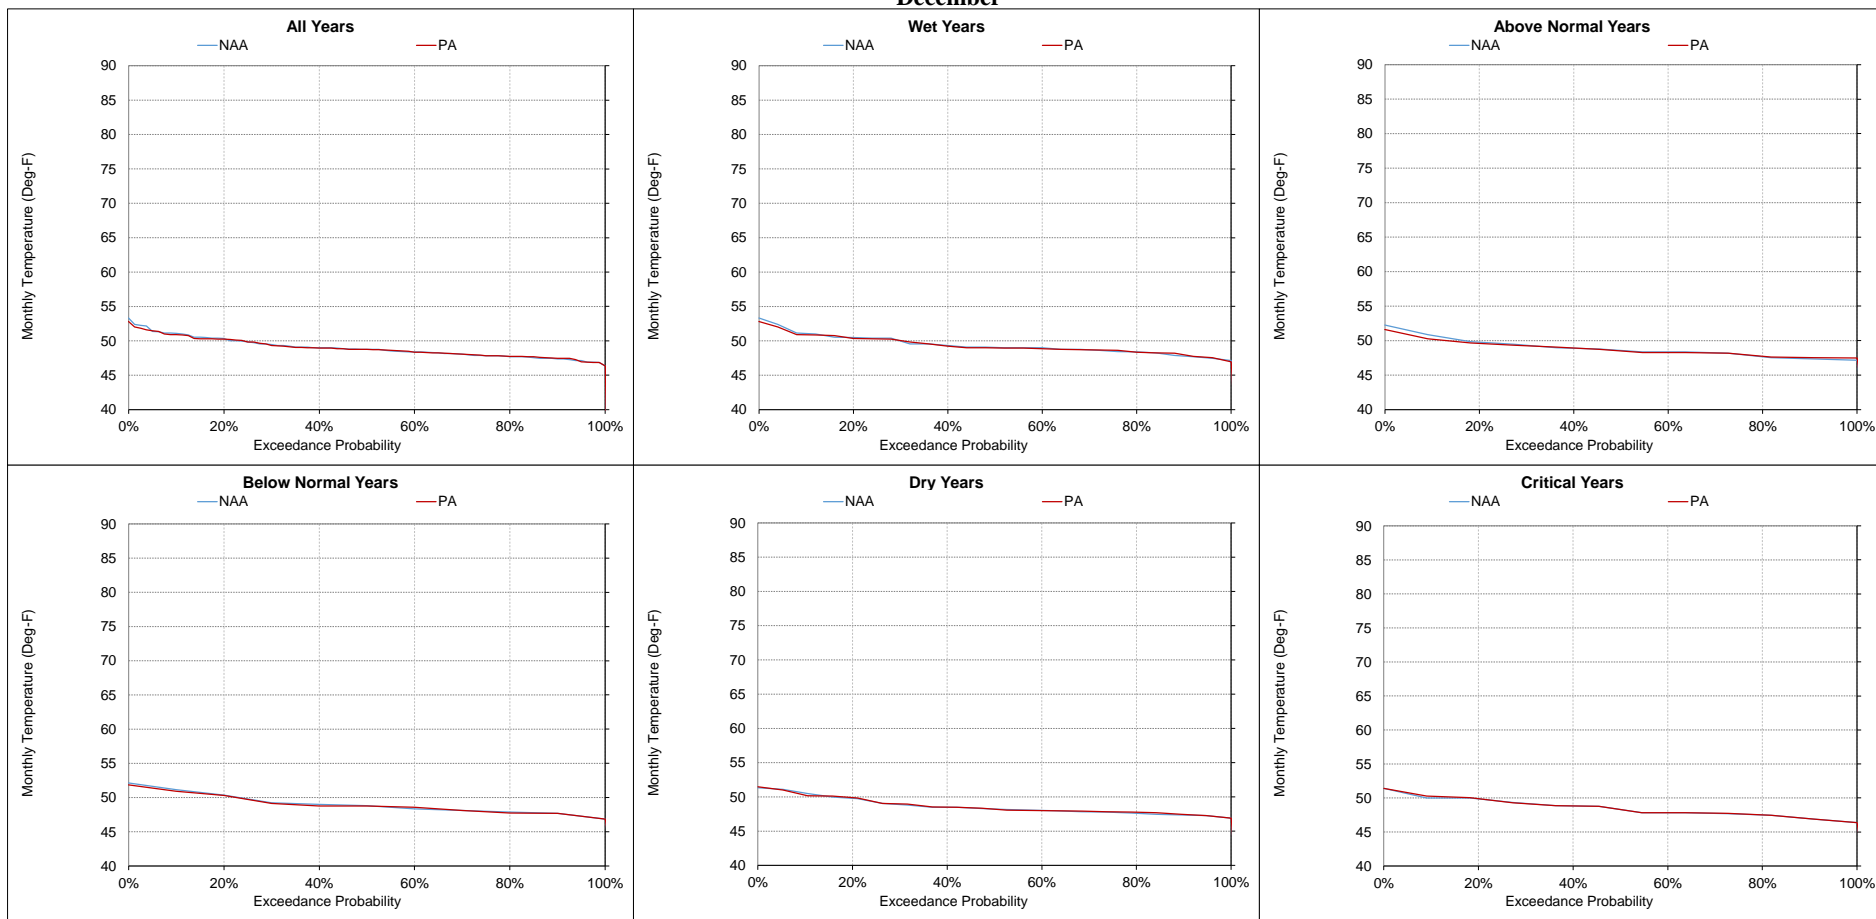 December
All Years
NAA PA
Monthly Temperature (Deg-F)
90
85
80
75
70
65
60
55
50
45
40
0% 20% 40% 60% 80% 100%
Exceedance Probability
Wet Years
NAA PA
Monthly Temperature (Deg-F)
90
85
80
75
70
65
60
55
50
45
40
0% 20% 40% 60% 80% 100%
Exceedance Probability
Above Normal Years
NAA PA
Monthly Temperature (Deg-F)
90
85
80
75
70
65
60
55
50
45
40
0% 20% 40% 60% 80% 100%
Exceedance Probability
Below Normal Years
NAA PA
Monthly Temperature (Deg-F)
90
85
80
75
70
65
60
55
50
45
40
0% 20% 40% 60% 80% 100%
Exceedance Probability
Dry Years
NAA PA
Monthly Temperature (Deg-F)
90
85
80
75
70
65
60
55
50
45
40
0% 20% 40% 60% 80% 100%
Exceedance Probability
Critical Years
NAA PA
Monthly Temperature (Deg-F)
90
85
80
75
70
65
60
55
50
45
40
0% 20% 40% 60% 80% 100%
Exceedance Probability